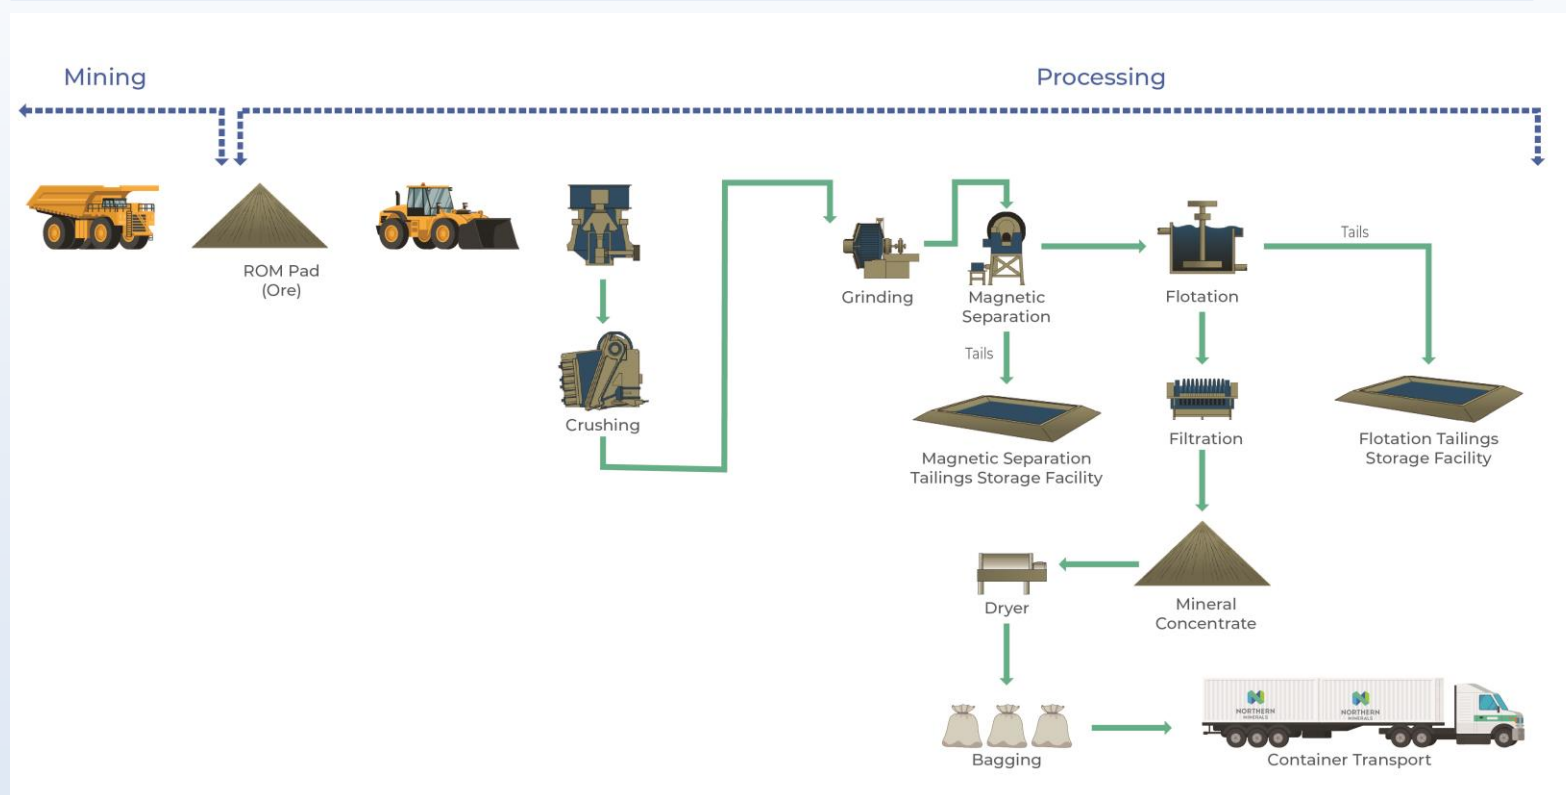 Mining
Processing
ROM Pad
(Ore)
Grinding
Magnetic
Separation
Flotation
Tails
Tails
Crushing
Magnetic Separation
Tailings Storage Facility
Filtration
Flotation Tailings
Storage Facility
Dryer
Mineral
Concentrate
Bagging
NORTHERN
MINERALS
NORTHERN
MINERALS
Container Transport